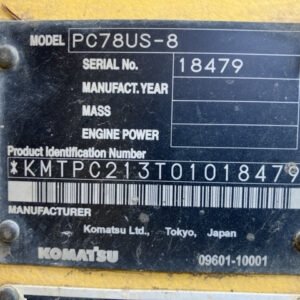 MODEL PC78US-8
SERIAL No. 18479
MANUFACT. YEAR
MASS
ENGINE POWER
Product Identification Number
*KMTPC213T01018479
Komatsu Ltd., Tokyo, Japan
KOMATSU 09601-10001